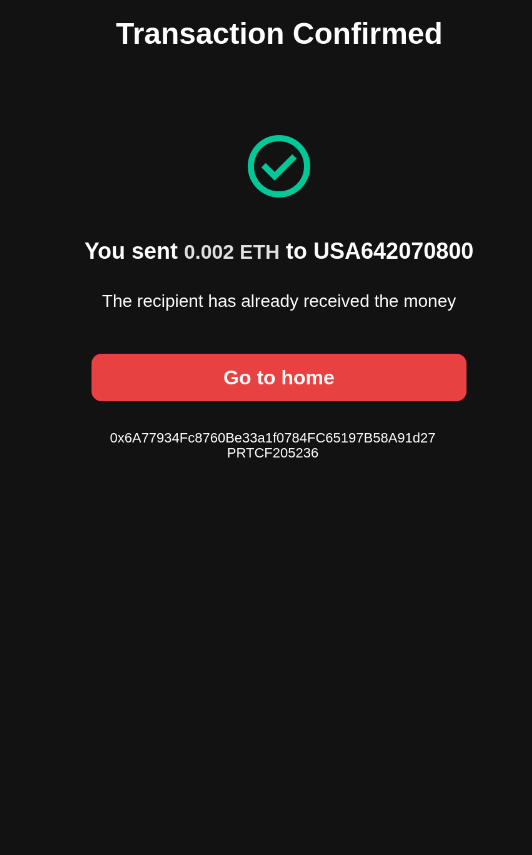 Transaction Confirmed
You sent 0.002 ETH to USA642070800
The recipient has already received the money
Go to home
0x6A77934Fc8760Be33a1f0784FC65197B58A91d27
PRTCF205236